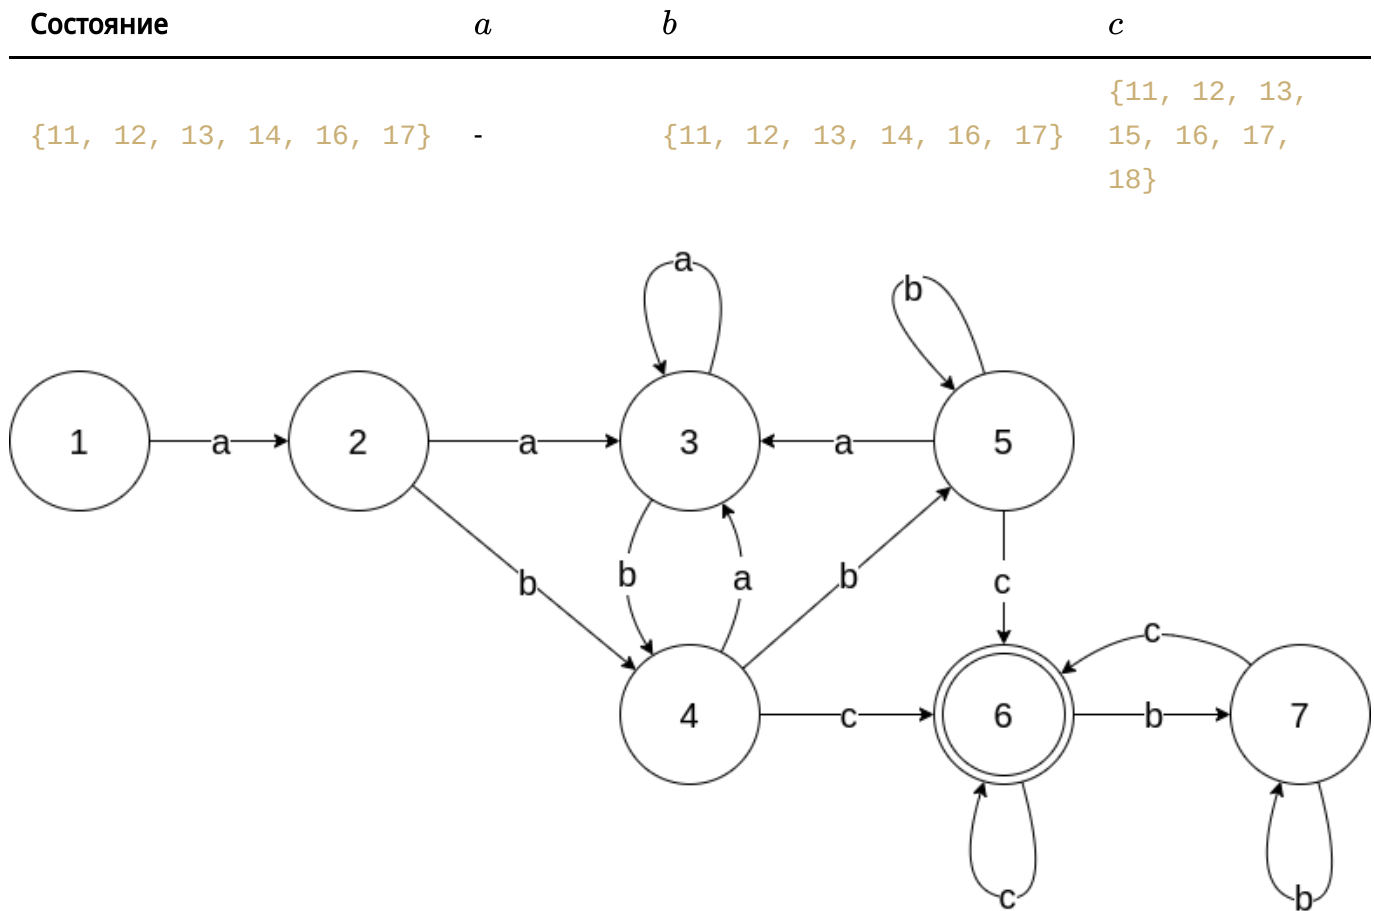 Состояние a b c
{11, 12, 13,
{11, 12, 13, 14, 16, 17} - {11, 12, 13, 14, 16, 17} 15, 16, 17,
18}
a
b
1 a 2 a 3 a 5
b b a b c
c
4 c 6 b 7
c b